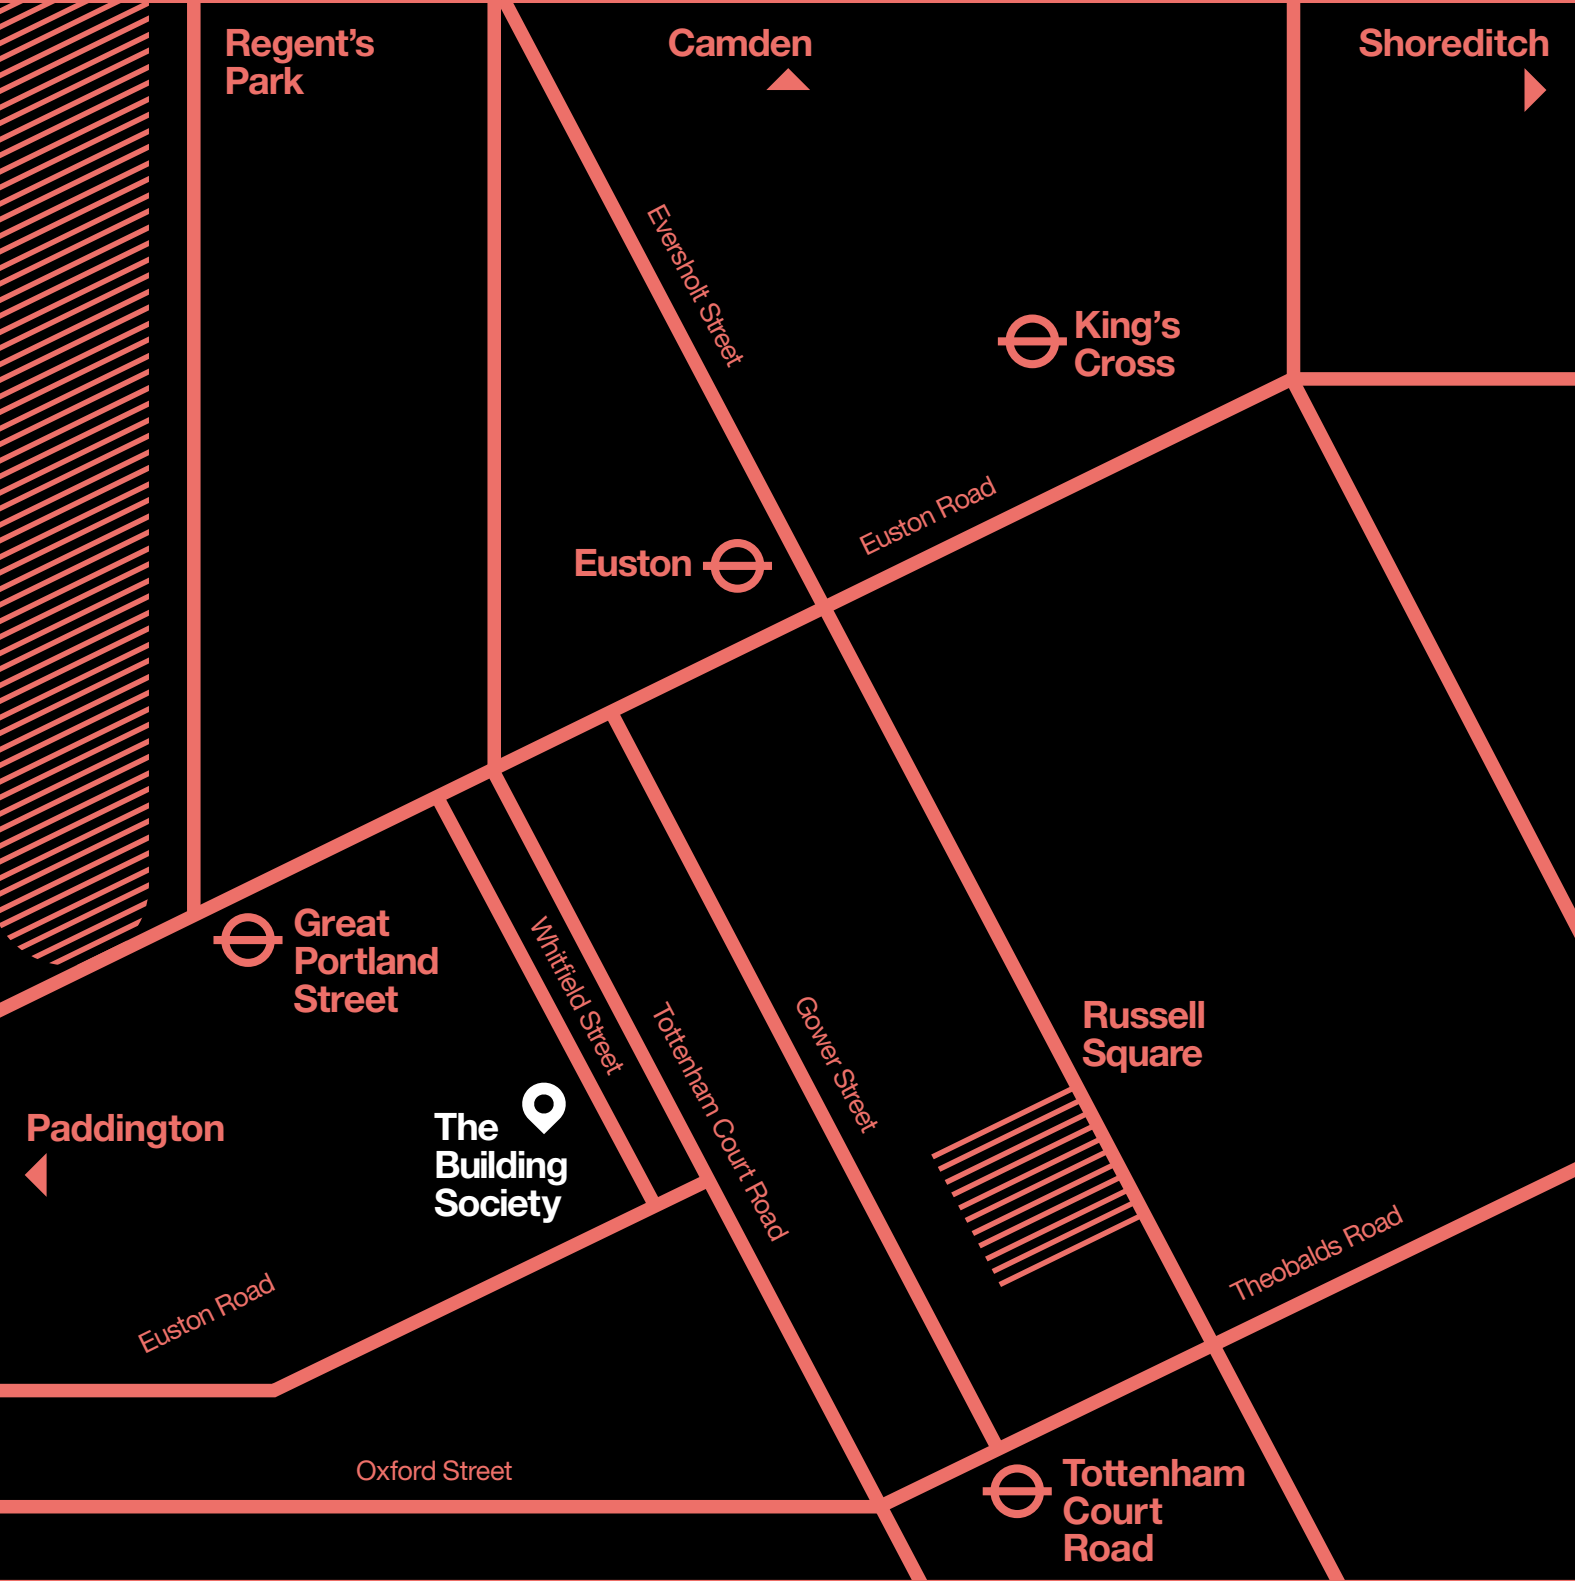 Regent’s
Park
Camden
Shoreditch
Eversholt Street
King’s
Cross
Euston Road
Euston
Great
Portland
Street
Whitfield Street
Tottenham Court Road
Gower Street
Russell
Square
Paddington
The
Building
Society
Theobalds Road
Euston Road
Oxford Street
Tottenham
Court
Road